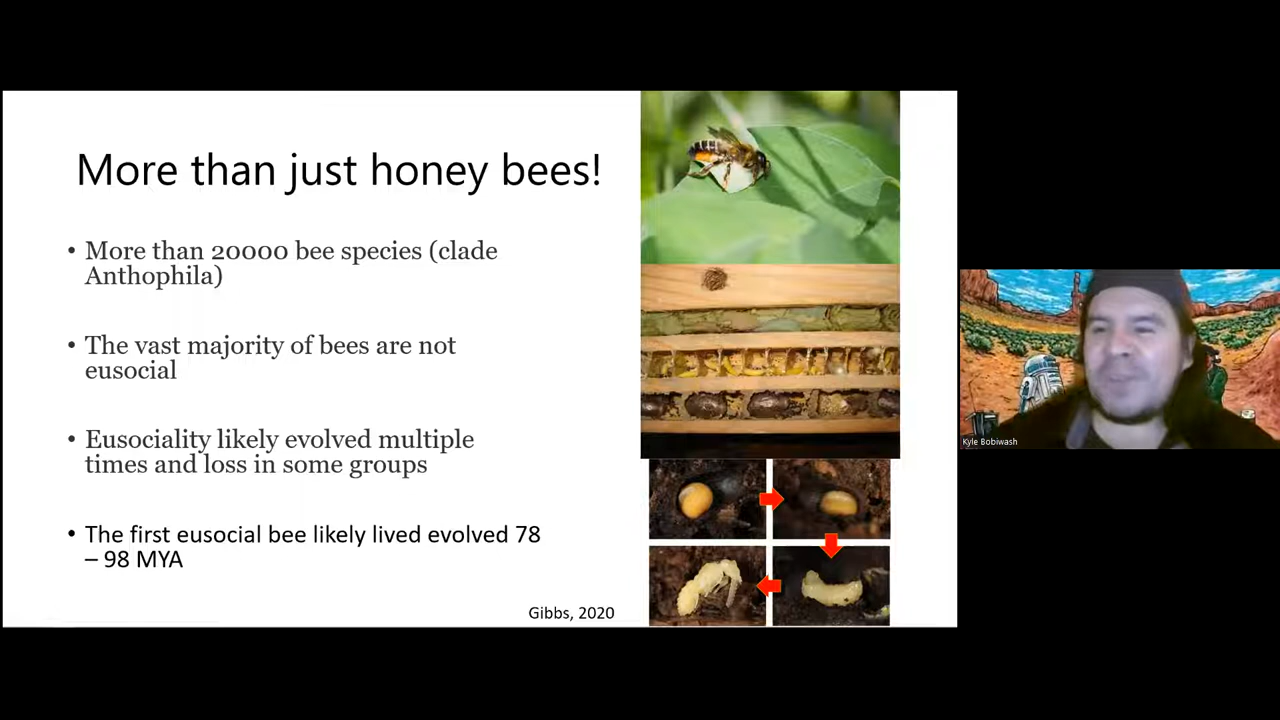 More than just honey bees!
• More than 20000 bee species (clade
Anthophila)
• The vast majority of bees are not
eusocial
• Eusociality likely evolved multiple
times and loss in some groups
• The first eusocial bee likely lived evolved 78
– 98 MYA
Gibbs, 2020
Kyle Bobiwash